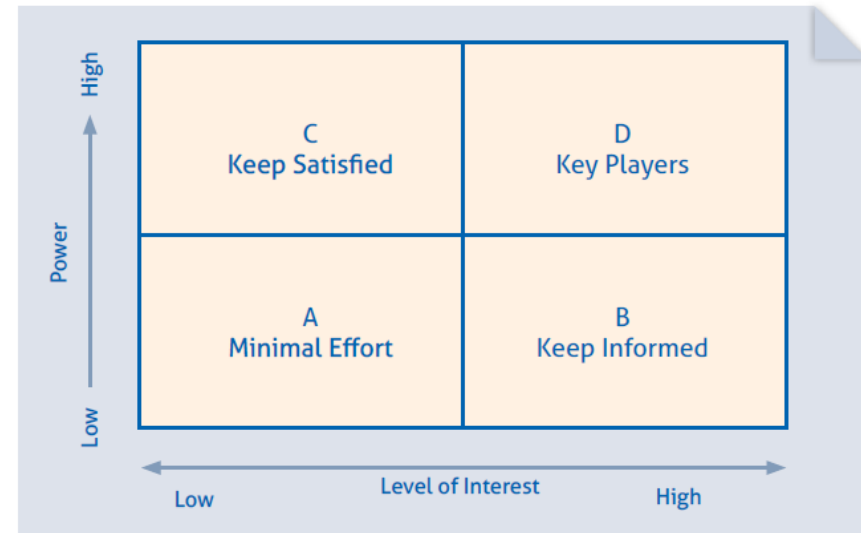 High
C
Keep Satisfied
D
Key Players
Power
A
Minimal Effort
B
Keep Informed
Low
Level of Interest
Low
High